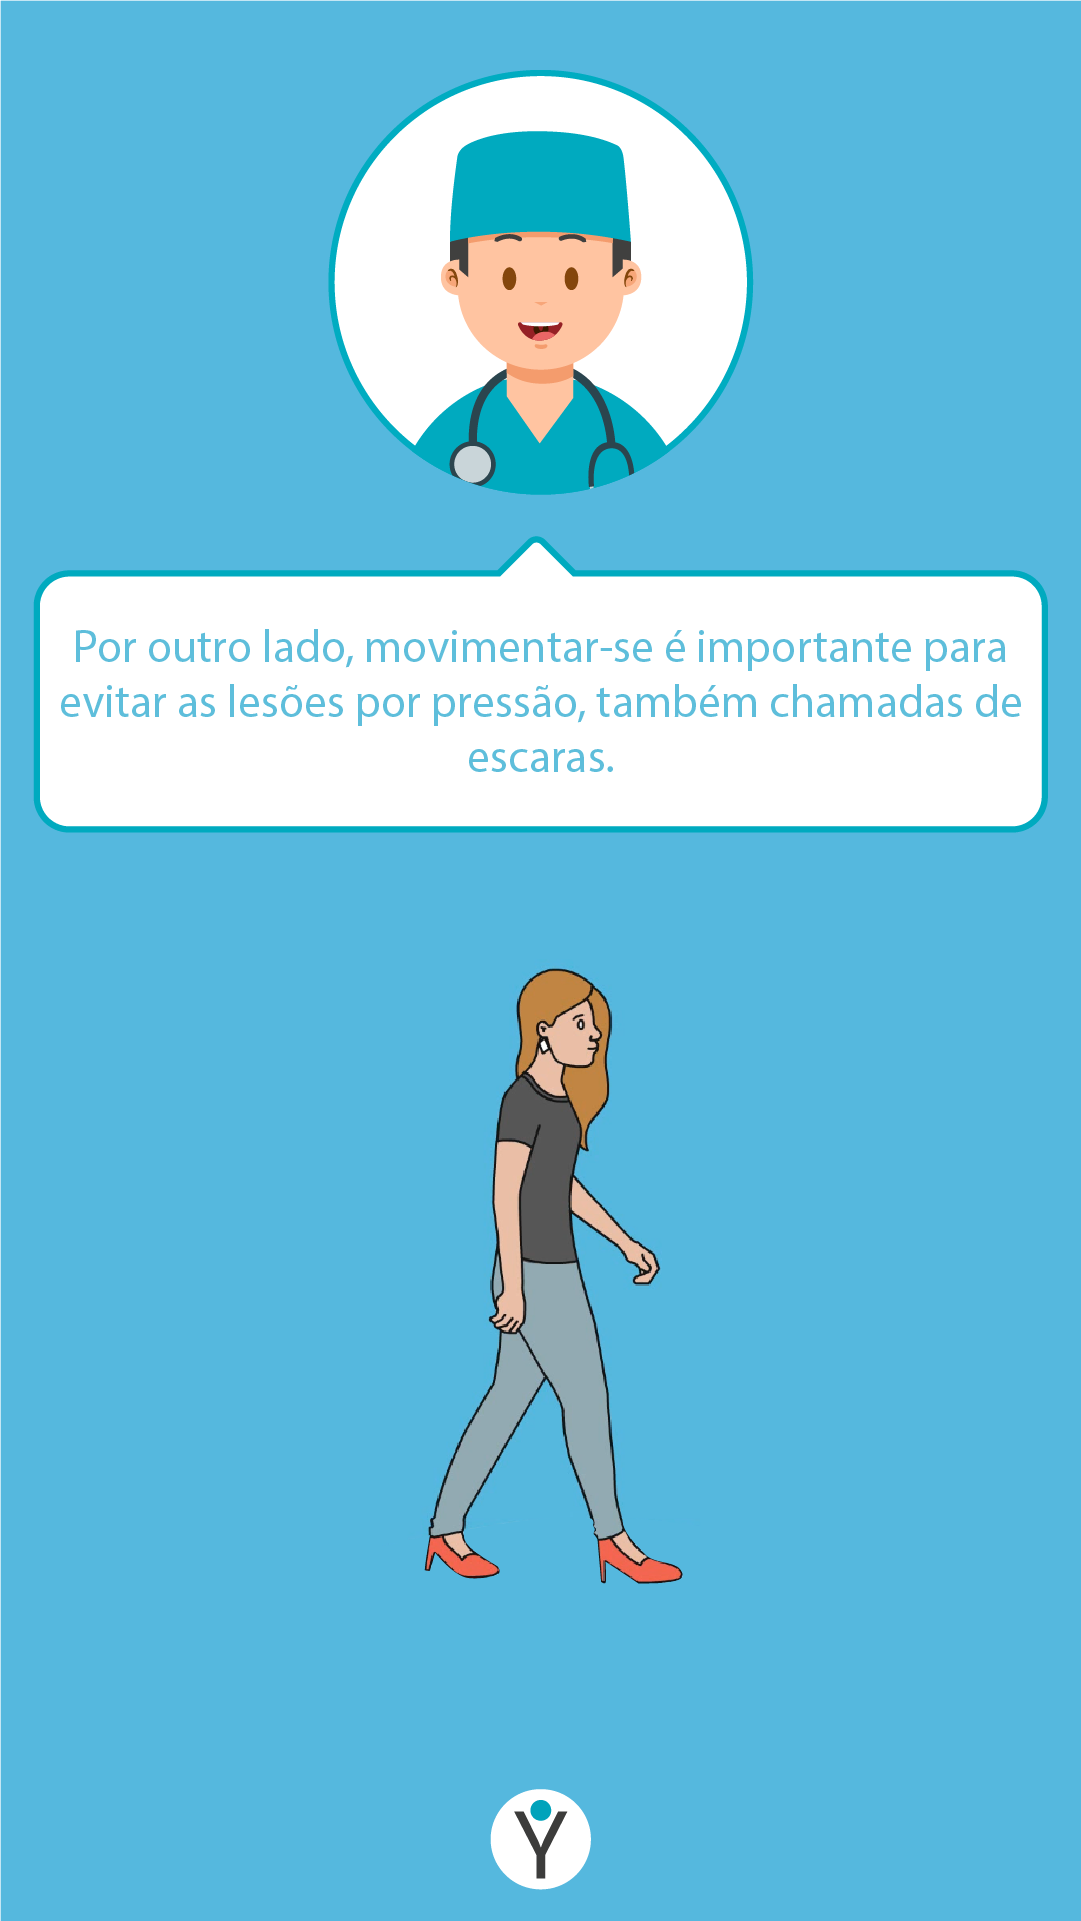 Por outro lado, movimentar-se é importante para
evitar as lesões por pressão, também chamadas de
escaras.